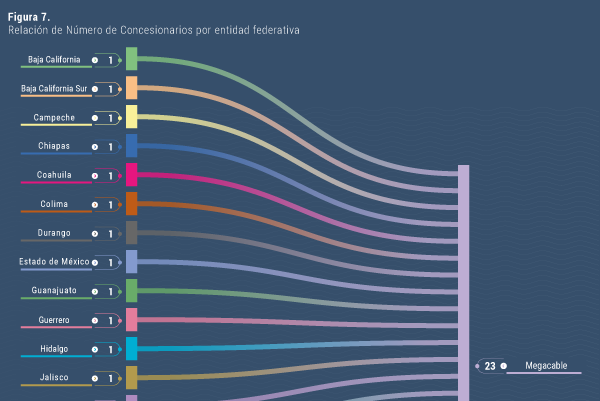 Figura 7.
Relación de Número de Concesionarios por entidad federativa
Baja California 1
Baja California Sur 1
Campeche 1
Chiapas 1
Coahuila 1
Colima 1
Durango 1
Estado de México 1
Guanajuato 1
Guerrero 1
Hidalgo 1
23 Megacable
Jalisco 1